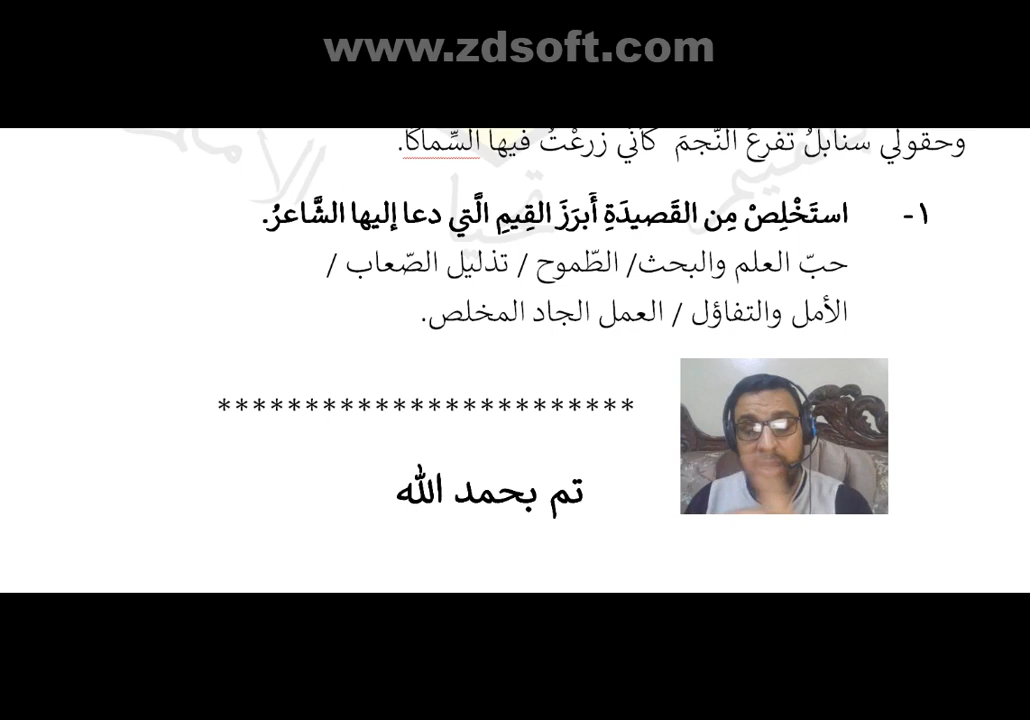 www.zdsoft.com
وحقولي سنابلُ تفرعُ النّجمَ كأنّي زرعْتُ فيها السِّماكا.
١- استَخْلِصْ مِن القَصيدَةِ أَبرَزَ القِيمِ الَّتي دعا إليها الشَّاعرُ.
حبّ العلم والبحث/ الطّموح / تذليل الصّعاب /
الأمل والتفاؤل / العمل الجاد المخلص.
************************
تم بحمد الله